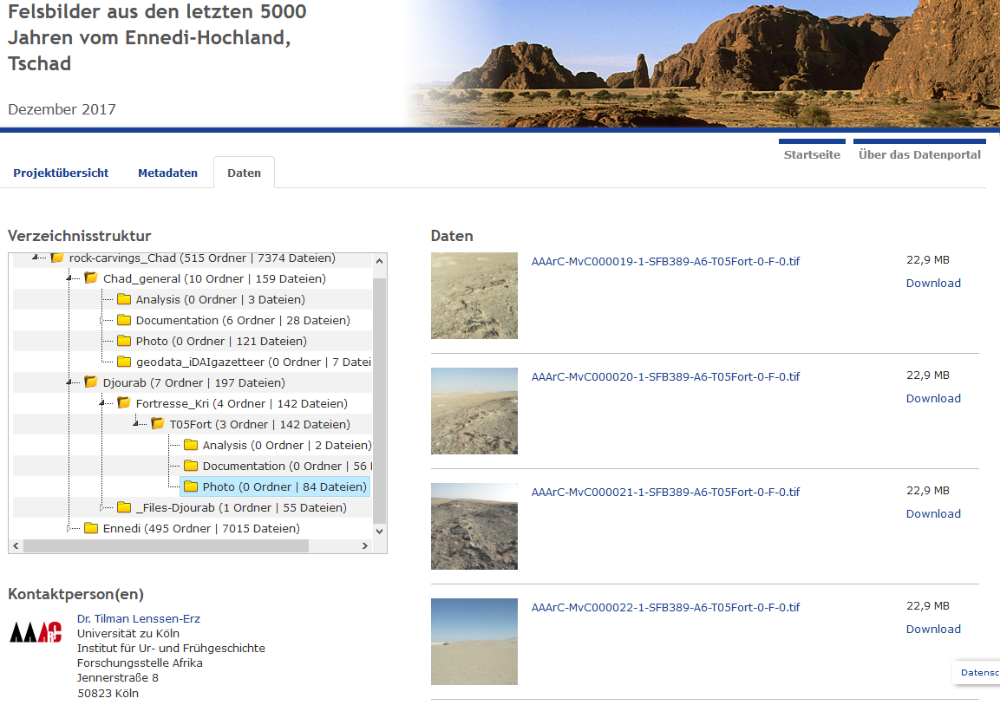 Felsbilder aus den letzten 5000
Jahren vom Ennedi-Hochland,
Tschad
Dezember 2017
Startseite
Über das Datenportal
Projektübersicht
Metadaten
Daten
Verzeichnisstruktur
rock-carvings_Chad (515 Ordner | 7374 Dateien)
Chad_general (10 Ordner | 159 Dateien)
Analysis (0 Ordner | 3 Dateien)
Documentation (6 Ordner | 28 Dateien)
Photo (0 Ordner | 121 Dateien)
geodata_iDAIgazetteer (0 Ordner | 7 Datei
Djourab (7 Ordner | 197 Dateien)
Fortresse_Kri (4 Ordner | 142 Dateien)
T05Fort (3 Ordner | 142 Dateien)
Analysis (0 Ordner | 2 Dateien)
Documentation (0 Ordner | 56
Photo (0 Ordner | 84 Dateien)
_Files-Djourab (1 Ordner | 55 Dateien)
Ennedi (495 Ordner | 7015 Dateien)
Kontaktperson(en)
AAArC
Dr. Tilman Lenssen-Erz
Universität zu Köln
Institut für Ur- und Frühgeschichte
Forschungsstelle Afrika
Jennerstraße 8
50823 Köln
Daten
AAArC-MvC000019-1-SFB389-A6-T05Fort-0-F-0.tif
22,9 MB
Download
AAArC-MvC000020-1-SFB389-A6-T05Fort-0-F-0.tif
22,9 MB
Download
AAArC-MvC000021-1-SFB389-A6-T05Fort-0-F-0.tif
22,9 MB
Download
AAArC-MvC000022-1-SFB389-A6-T05Fort-0-F-0.tif
22,9 MB
Download
Datensc